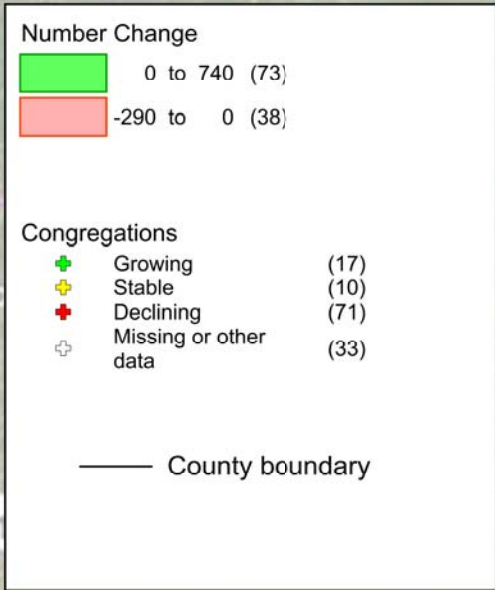 Number Change
0 to 740 (73)
-290 to 0 (38)
Congregations
Growing (17)
Stable (10)
Declining (71)
Missing or other
data (33)
County boundary